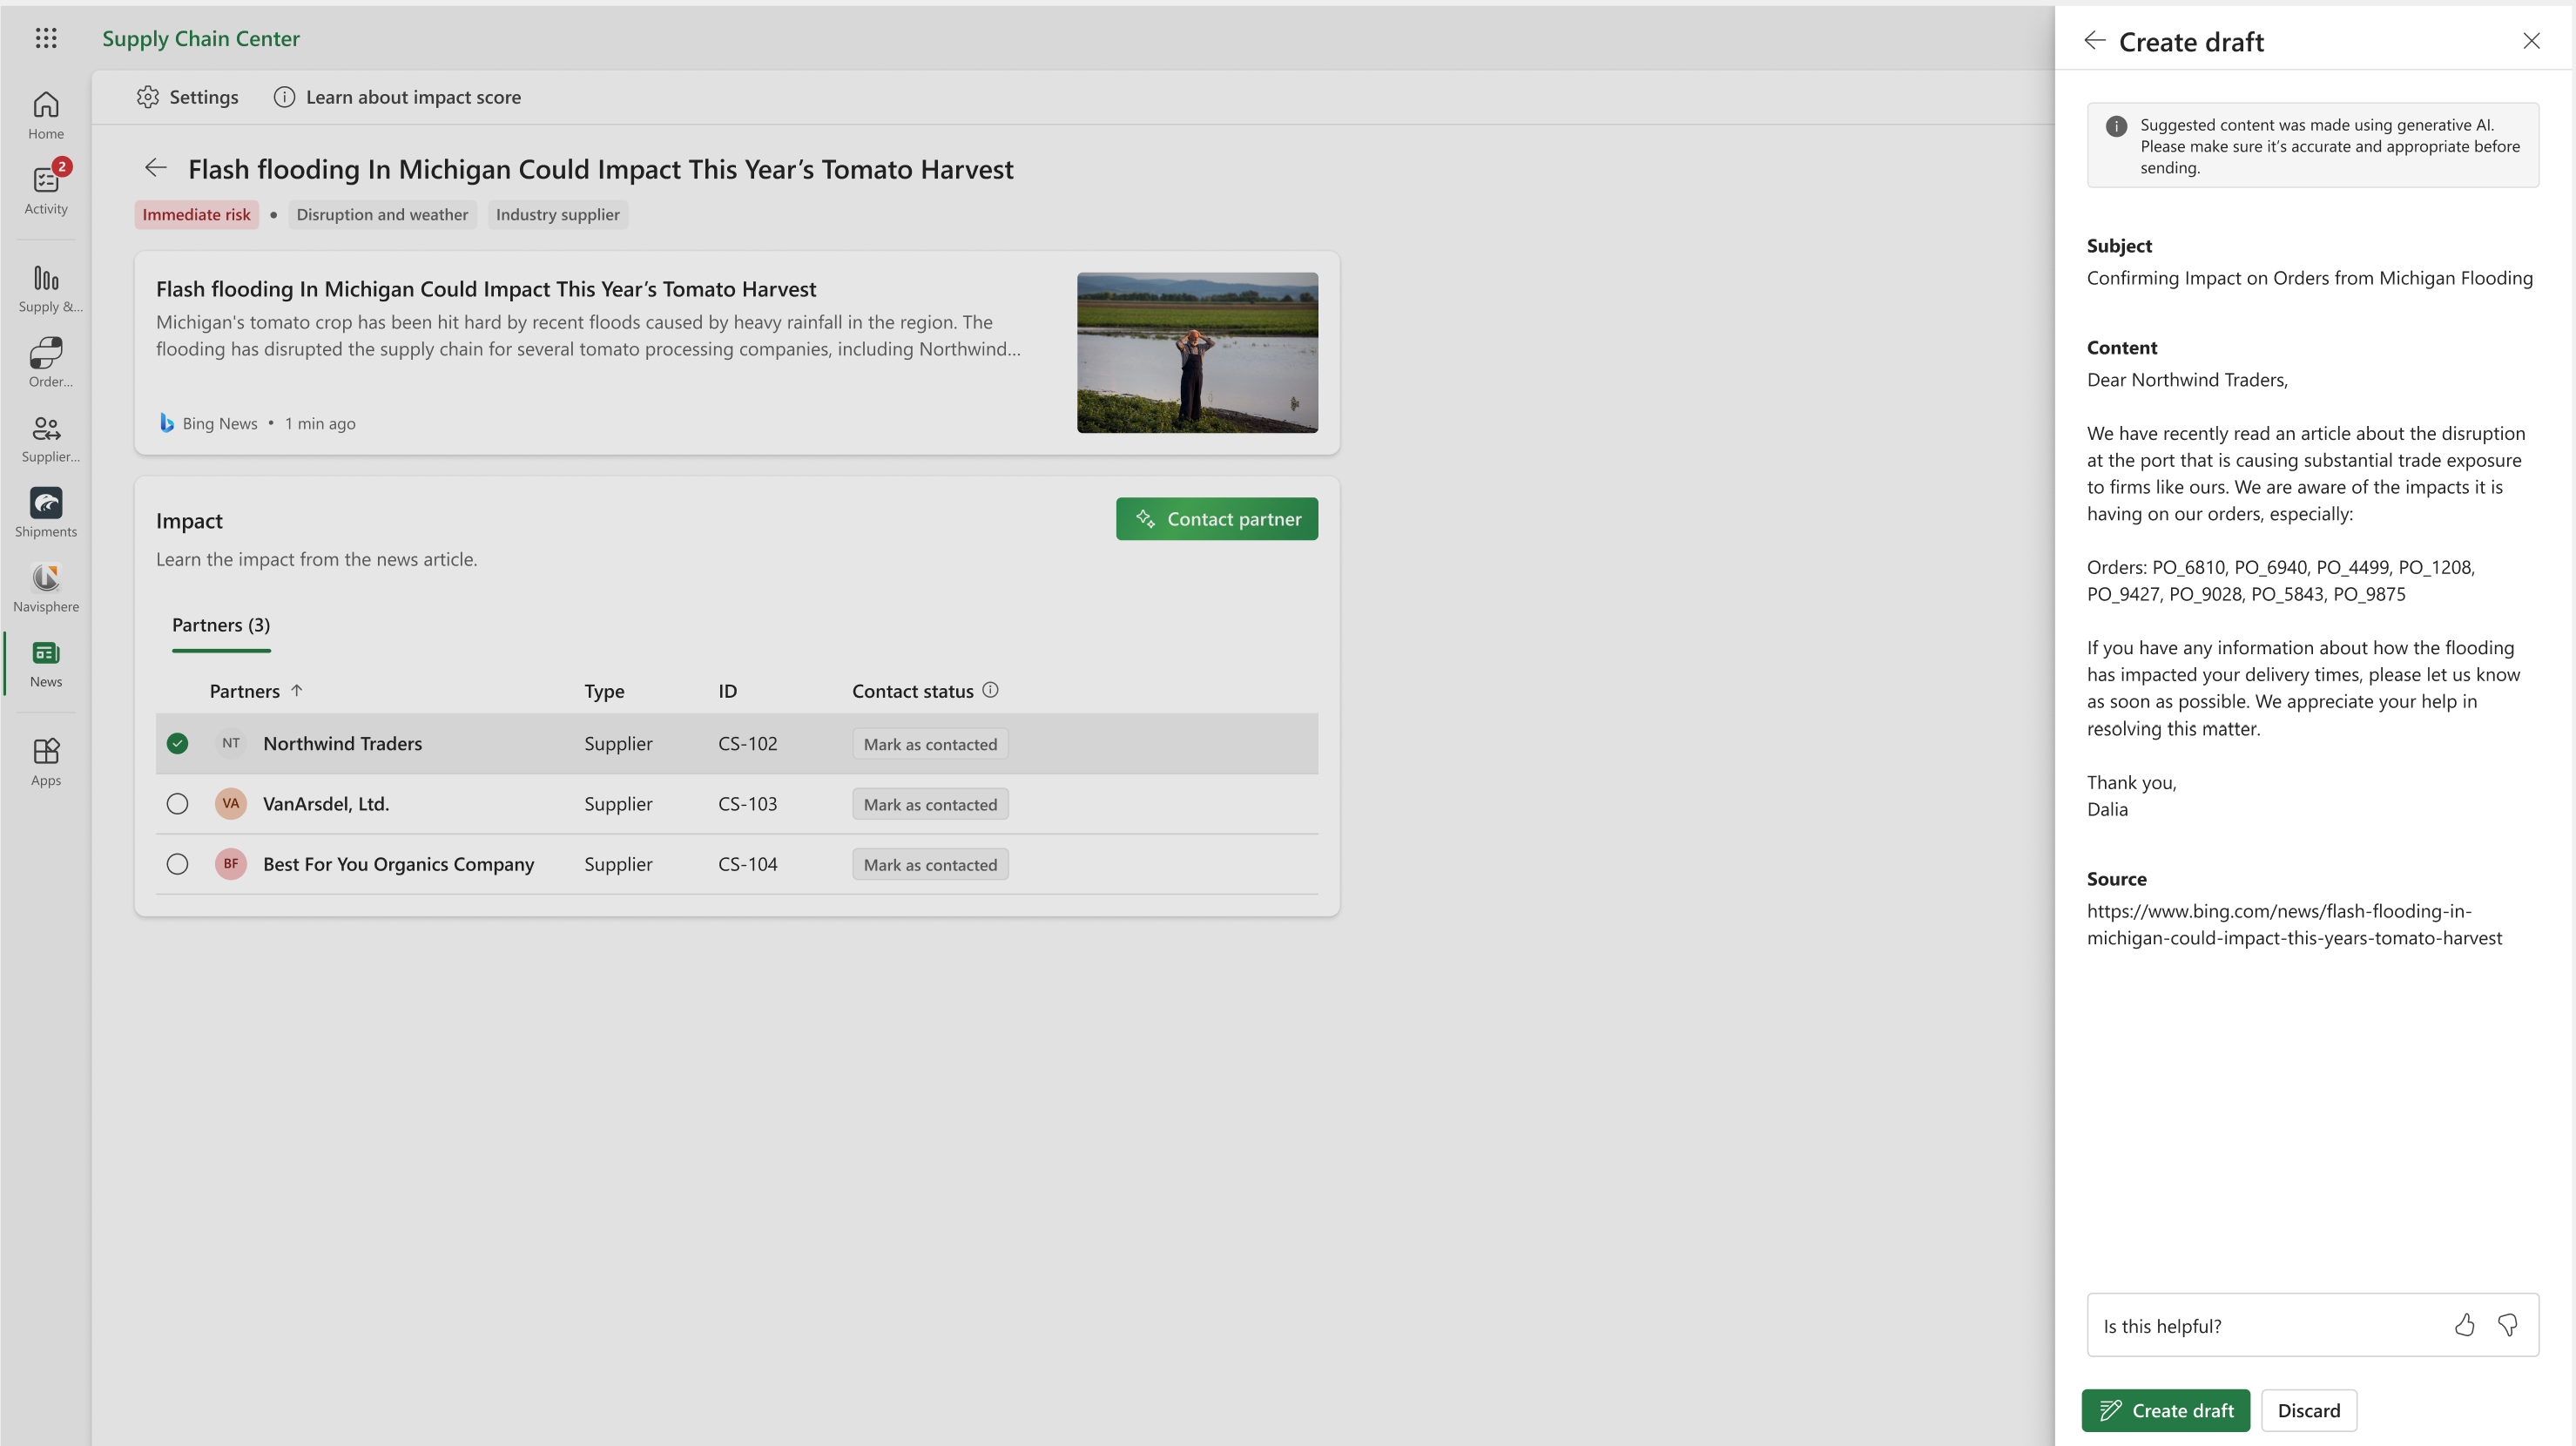 Supply Chain Center
Home
2
Activity
Supply &...
Order...
Supplier...
Shipments
Navisphere
News
Apps
Settings
Learn about impact score
Flash flooding In Michigan Could Impact This Year’s Tomato Harvest
Immediate risk • Disruption and weather Industry supplier
Flash flooding In Michigan Could Impact This Year’s Tomato Harvest
Michigan's tomato crop has been hit hard by recent floods caused by heavy rainfall in the region. The
flooding has disrupted the supply chain for several tomato processing companies, including Northwind...
Bing News • 1 min ago
Impact
Contact partner
Learn the impact from the news article.
Partners (3)
Partners Type ID Contact status
NT Northwind Traders Supplier CS-102 Mark as contacted
VA VanArsdel, Ltd. Supplier CS-103 Mark as contacted
BF Best For You Organics Company Supplier CS-104 Mark as contacted
Create draft
Suggested content was made using generative AI.
Please make sure it’s accurate and appropriate before
sending.
Subject
Confirming Impact on Orders from Michigan Flooding
Content
Dear Northwind Traders,
We have recently read an article about the disruption
at the port that is causing substantial trade exposure
to firms like ours. We are aware of the impacts it is
having on our orders, especially:
Orders: PO_6810, PO_6940, PO_4499, PO_1208,
PO_9427, PO_9028, PO_5843, PO_9875
If you have any information about how the flooding
has impacted your delivery times, please let us know
as soon as possible. We appreciate your help in
resolving this matter.
Thank you,
Dalia
Source
https://www.bing.com/news/flash-flooding-in-
michigan-could-impact-this-years-tomato-harvest
Is this helpful?
Create draft
Discard